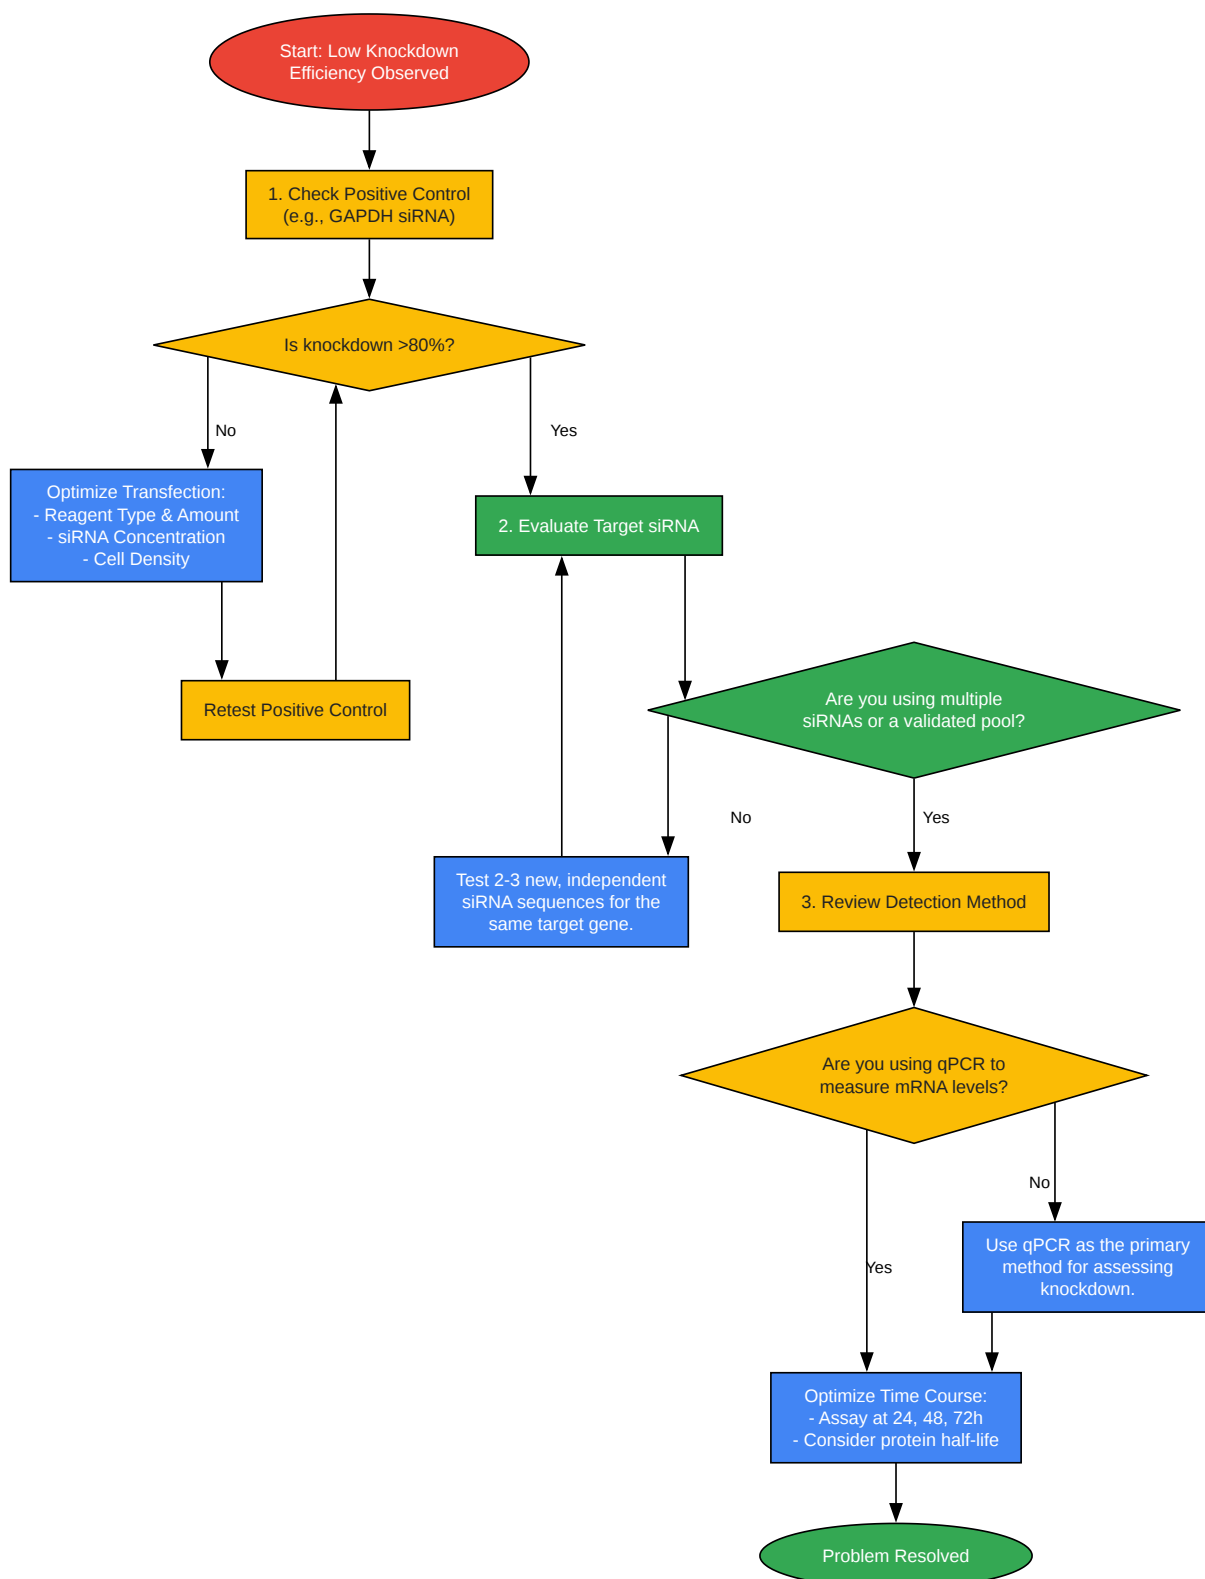 Start: Low Knockdown
Efficiency Observed
1. Check Positive Control
(e.g., GAPDH siRNA)
Is knockdown >80%?
No
Yes
Optimize Transfection:
- Reagent Type & Amount
- siRNA Concentration
- Cell Density
2. Evaluate Target siRNA
Retest Positive Control
Are you using multiple
siRNAs or a validated pool?
No
Yes
Test 2-3 new, independent
siRNA sequences for the
same target gene.
3. Review Detection Method
Are you using qPCR to
measure mRNA levels?
No
Yes
Use qPCR as the primary
method for assessing
knockdown.
Optimize Time Course:
- Assay at 24, 48, 72h
- Consider protein half-life
Problem Resolved